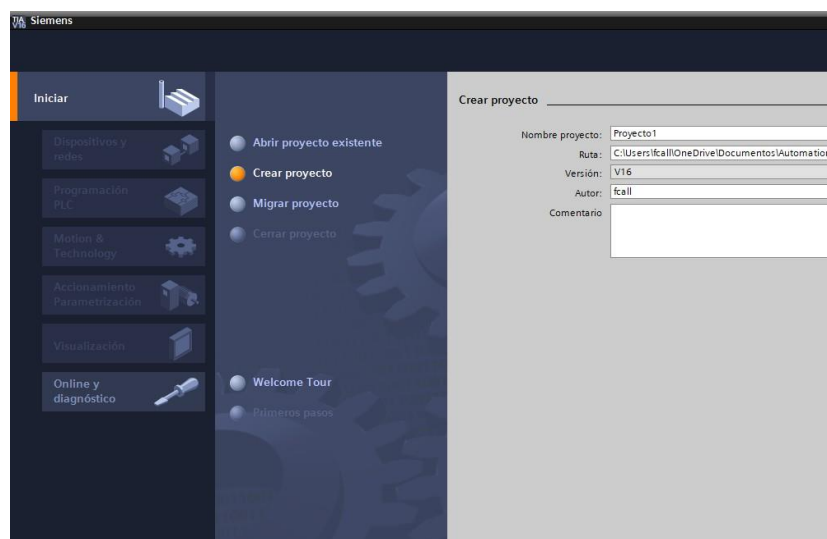 TIA V16 Siemens
Iniciar
Dispositivos y
redes
Programación
PLC
Motion &
Technology
Accionamiento
Parametrización
Visualización
Online y
diagnóstico
Abrir proyecto existente
Crear proyecto
Migrar proyecto
Cerrar proyecto
Welcome Tour
Primeros pasos
Crear proyecto
Nombre proyecto: Proyecto1
Ruta: C:\Users\fcall\OneDrive\Documentos\Automation
Versión: V16
Autor: fcall
Comentario